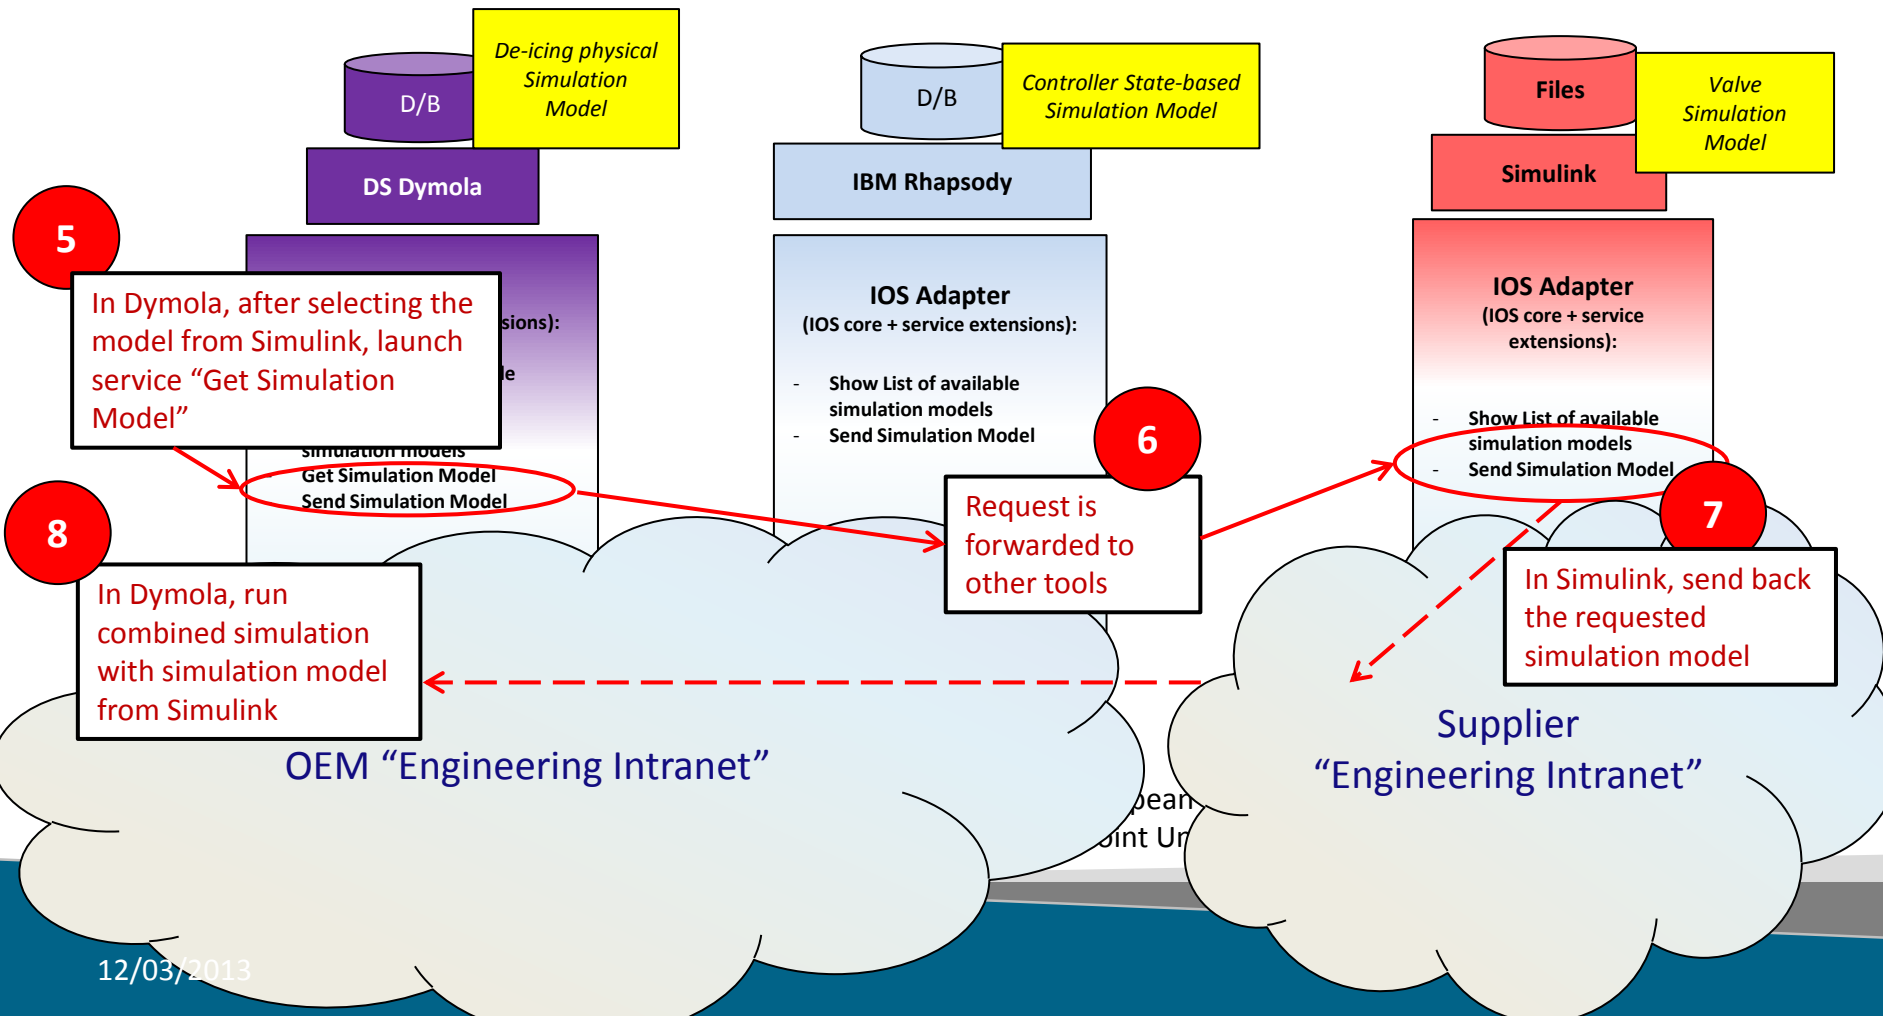 De-icing physical
Simulation
Model
D/B
DS Dymola
Controller State-based
Simulation Model
D/B
IBM Rhapsody
Valve
Simulation
Model
Files
Simulink
5
In Dymola, after selecting the
model from Simulink, launch
service “Get Simulation
Model”
sions):
le
simulation models
Get Simulation Model
Send Simulation Model
IOS Adapter
(IOS core + service extensions):
- Show List of available
simulation models
- Send Simulation Model
6
Request is
forwarded to
other tools
IOS Adapter
(IOS core + service
extensions):
- Show List of available
simulation models
- Send Simulation Model
7
In Simulink, send back
the requested
simulation model
8
In Dymola, run
combined simulation
with simulation model
from Simulink
OEM “Engineering Intranet”
Supplier
“Engineering Intranet”
pean
oint Un
12/03/2013